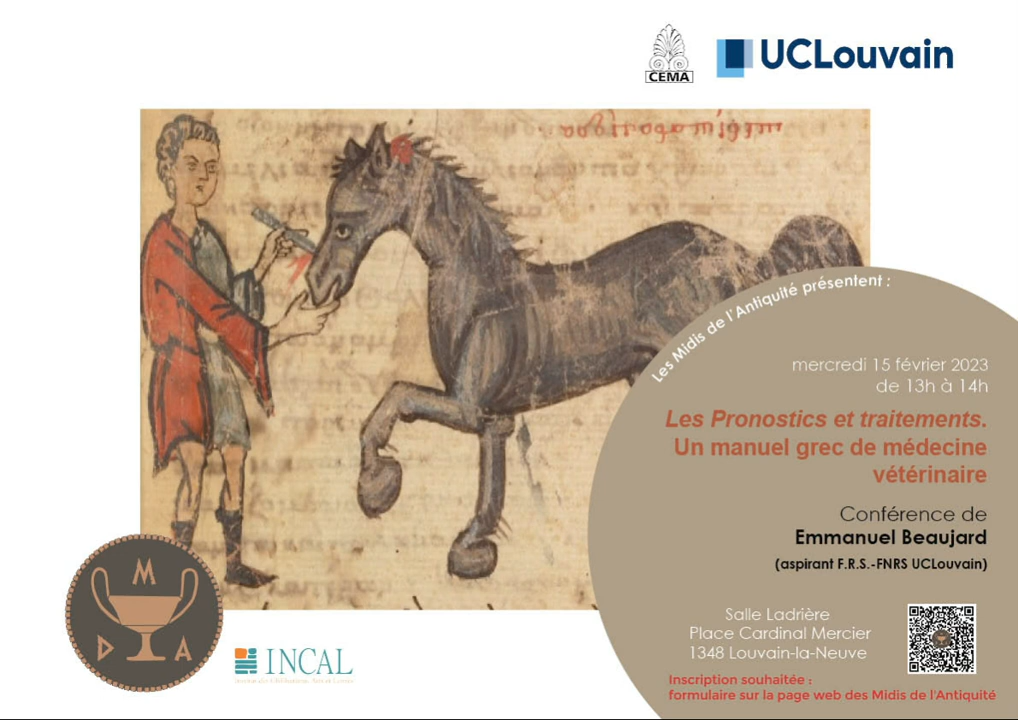 CEMA
UCLouvain
Les Midis de l'Antiquité présentent :
mercredi 15 février 2023
de 13h à 14h
Les Pronostics et traitements.
Un manuel grec de médecine
vétérinaire
Conférence de
Emmanuel Beaujard
(aspirant F.R.S.-FNRS UCLouvain)
Salle Ladrière
Place Cardinal Mercier
1348 Louvain-la-Neuve
Inscription souhaitée :
formulaire sur la page web des Midis de l'Antiquité
M
D A
INCAL